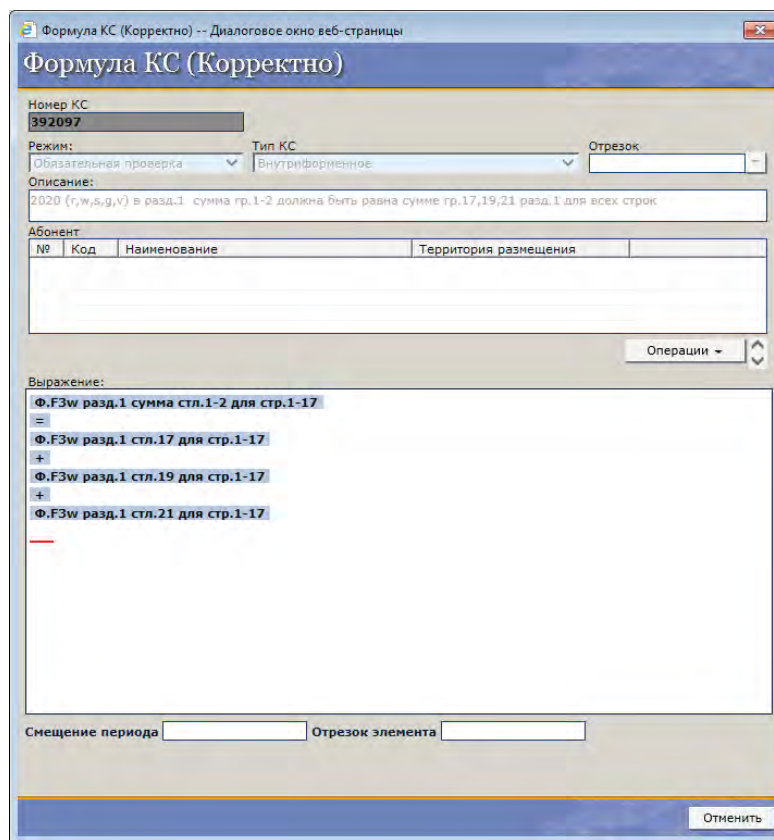 Формула КС (Корректно) -- Диалоговое окно веб-страницы
Формула КС (Корректно)
Номер КС
392097
Режим: Тип КС Отрезок
Обязательная проверка Внутриформенное
Описание:
2020 (r,w,s,g,v) в разд.1 сумма гр.1-2 должна быть равна сумме гр.17,19,21 разд.1 для всех строк
Абонент
№ Код Наименование Территория размещения
Операции
Выражение:
Ф.F3w разд.1 сумма стл.1-2 для стр.1-17
=
Ф.F3w разд.1 стл.17 для стр.1-17
+
Ф.F3w разд.1 стл.19 для стр.1-17
+
Ф.F3w разд.1 стл.21 для стр.1-17
Смещение периода Отрезок элемента
Отменить